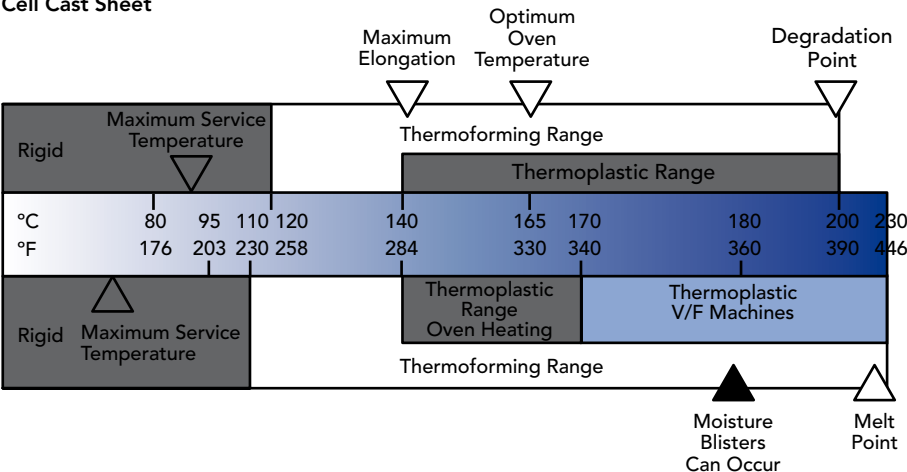 Cell Cast Sheet
Maximum
Elongation
Optimum
Oven
Temperature
Degradation
Point
Rigid
Maximum Service
Temperature
Thermoforming Range
Thermoplastic Range
ºC 80 95 110 120 140 165 170 180 200 230
ºF 176 203 230 258 284 330 340 360 390 446
Rigid
Maximum Service
Temperature
Thermoplastic
Range
Oven Heating
Thermoplastic
V/F Machines
Thermoforming Range
Moisture
Blisters
Can Occur
Melt
Point